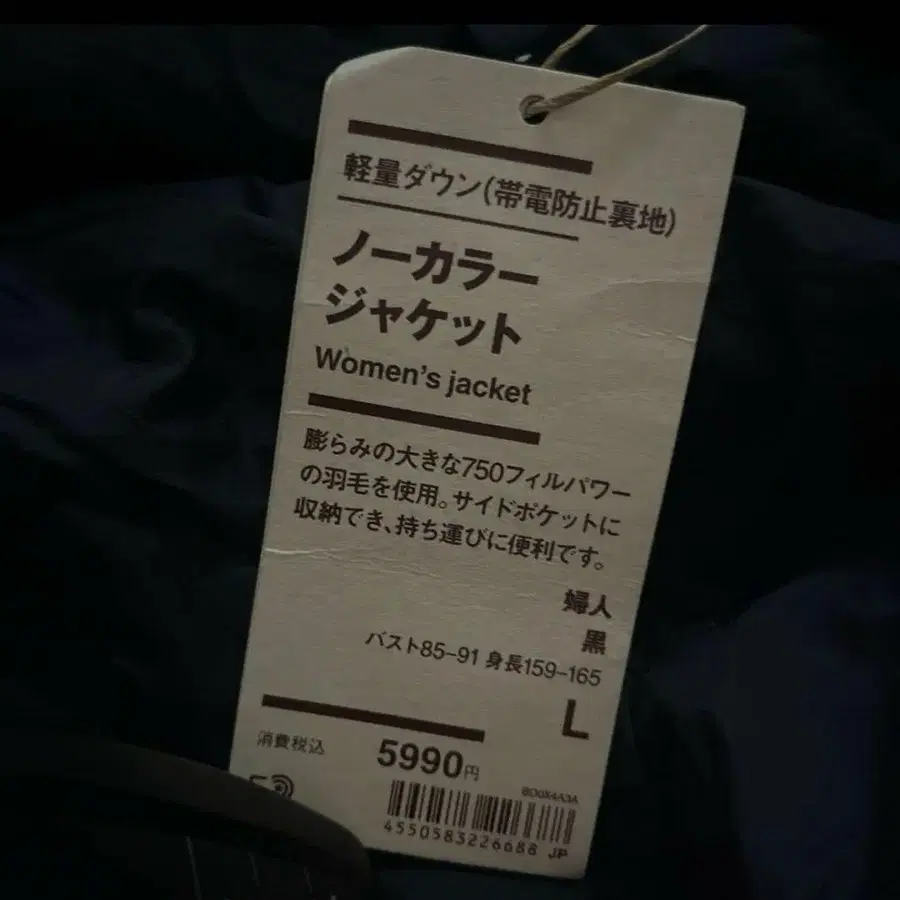 軽量ダウン(帯電防止裏地)
ノーカラー
ジャケット
Women's jacket
膨らみの大きな750フィルパワー
の羽毛を使用。サイドポケットに
収納でき、持ち運びに便利です。
婦人
黒
バスト85-91 身長159-165
L
消費税込 5990円
4550583226688 JP